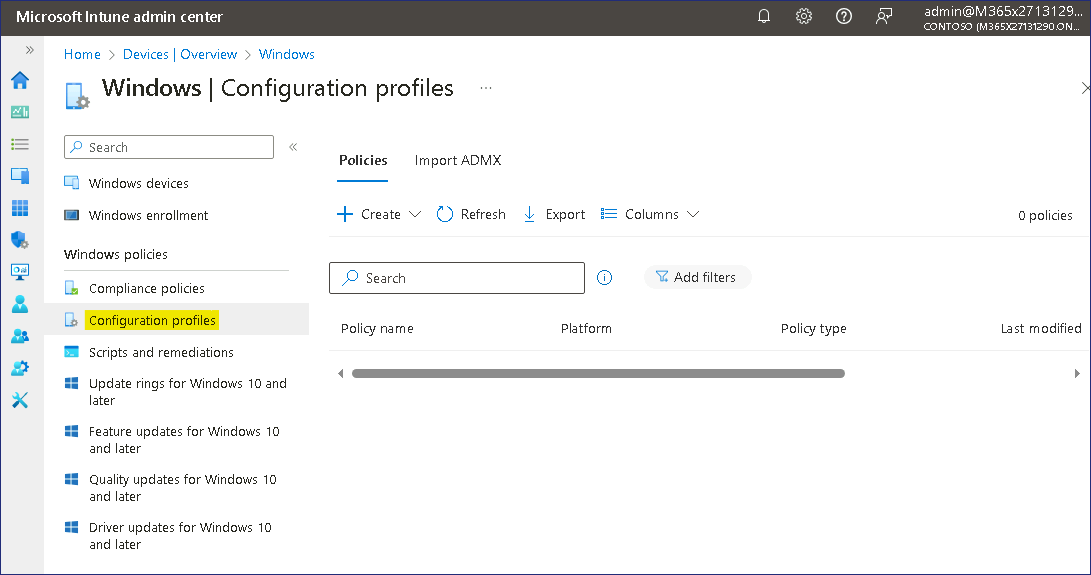 Microsoft Intune admin center
admin@M365x2713129...
CONTOSO (M365X27131290.ON...
Home > Devices | Overview > Windows
Windows | Configuration profiles ...
Search
Windows devices
Windows enrollment
Windows policies
Compliance policies
Configuration profiles
Scripts and remediations
Update rings for Windows 10 and
later
Feature updates for Windows 10
and later
Quality updates for Windows 10
and later
Driver updates for Windows 10
and later
Policies Import ADMX
Create Refresh Export Columns 0 policies
Search Add filters
Policy name Platform Policy type Last modified